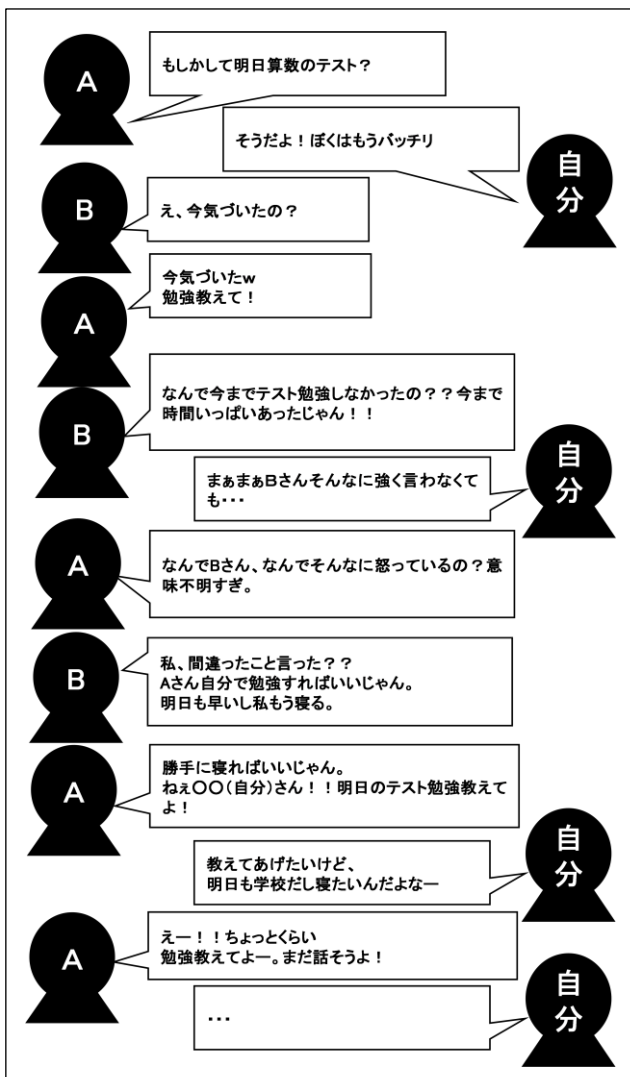 A
もしかして明日算数のテスト？
そうだよ！ぼくはもうバッチリ
自
分
B
え、今気づいたの？
A
今気づいたw
勉強教えて！
B
なんで今までテスト勉強しなかったの？？今まで
時間いっぱいあったじゃん！！
まぁまぁBさんそんなに強く言わなくて
も・・・
自
分
A
なんでBさん、なんでそんなに怒っているの？意
味不明すぎ。
B
私、間違ったこと言った？？
Aさん自分で勉強すればいいじゃん。
明日も早いし私もう寝る。
A
勝手に寝ればいいじゃん。
ねぇ〇〇（自分）さん！！明日のテスト勉強教えて
よ！
教えてあげたいけど、
明日も学校だし寝たいんだよなー
自
分
A
えー！！ちょっとくらい
勉強教えてよー。まだ話そうよ！
・・・
自
分